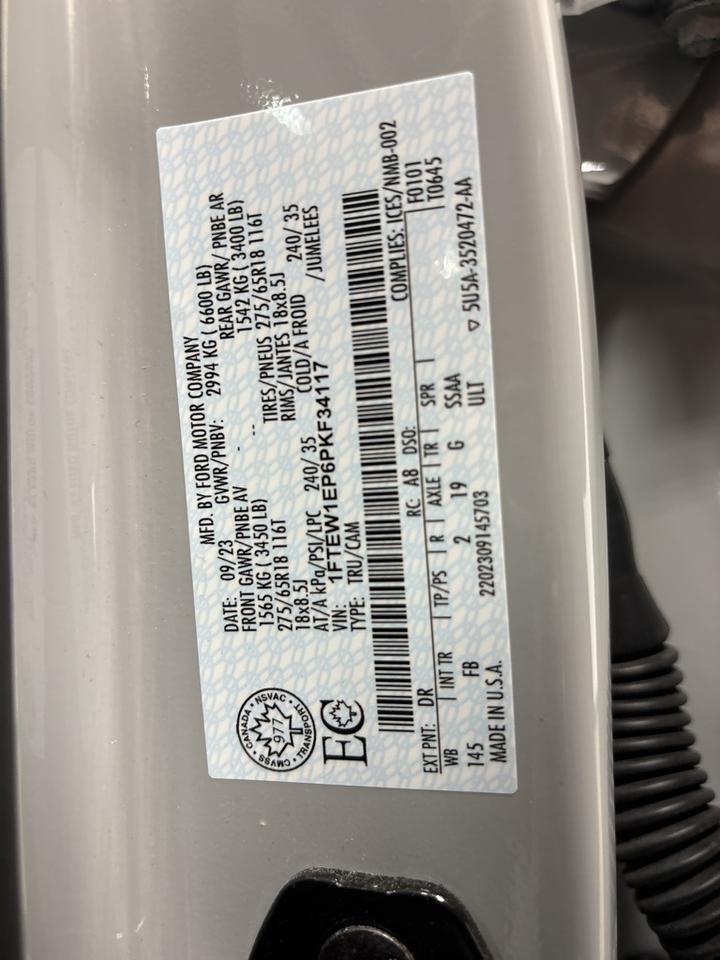 MFD. BY FORD MOTOR COMPANY
DATE: 09/23 GVWR/PNBV: 2994 KG ( 6600 LB)
FRONT GAWR/PNBE AV REAR GAWR/ PNBE AR
1565 KG ( 3450 LB) - 1542 KG ( 3400 LB)
275/65R18 116T -- TIRES/PNEUS 275/65R18 116T
18x8.5J RIMS/JANTES 18x8.5J
AT/A kPa/PSI/LPC 240/ 35 COLD/A FROID 240/ 35
VIN: 1FTEW1EP6PKF34117 /JUMELEES
TYPE: TRU/CAM
CANADA • NSVAC • TRANSPORT • CMVSS •
977
EC
COMPLIES: ICES/NMB-002
EXT PNT: DR RC: A8 DSO: F0101
WB INT TR TP/PS R AXLE TR SPR T0645
145 FB 2 19 G SSAA
ULT
MADE IN U.S.A. 2202309145703 ▽ 5U5A-3520472-AA